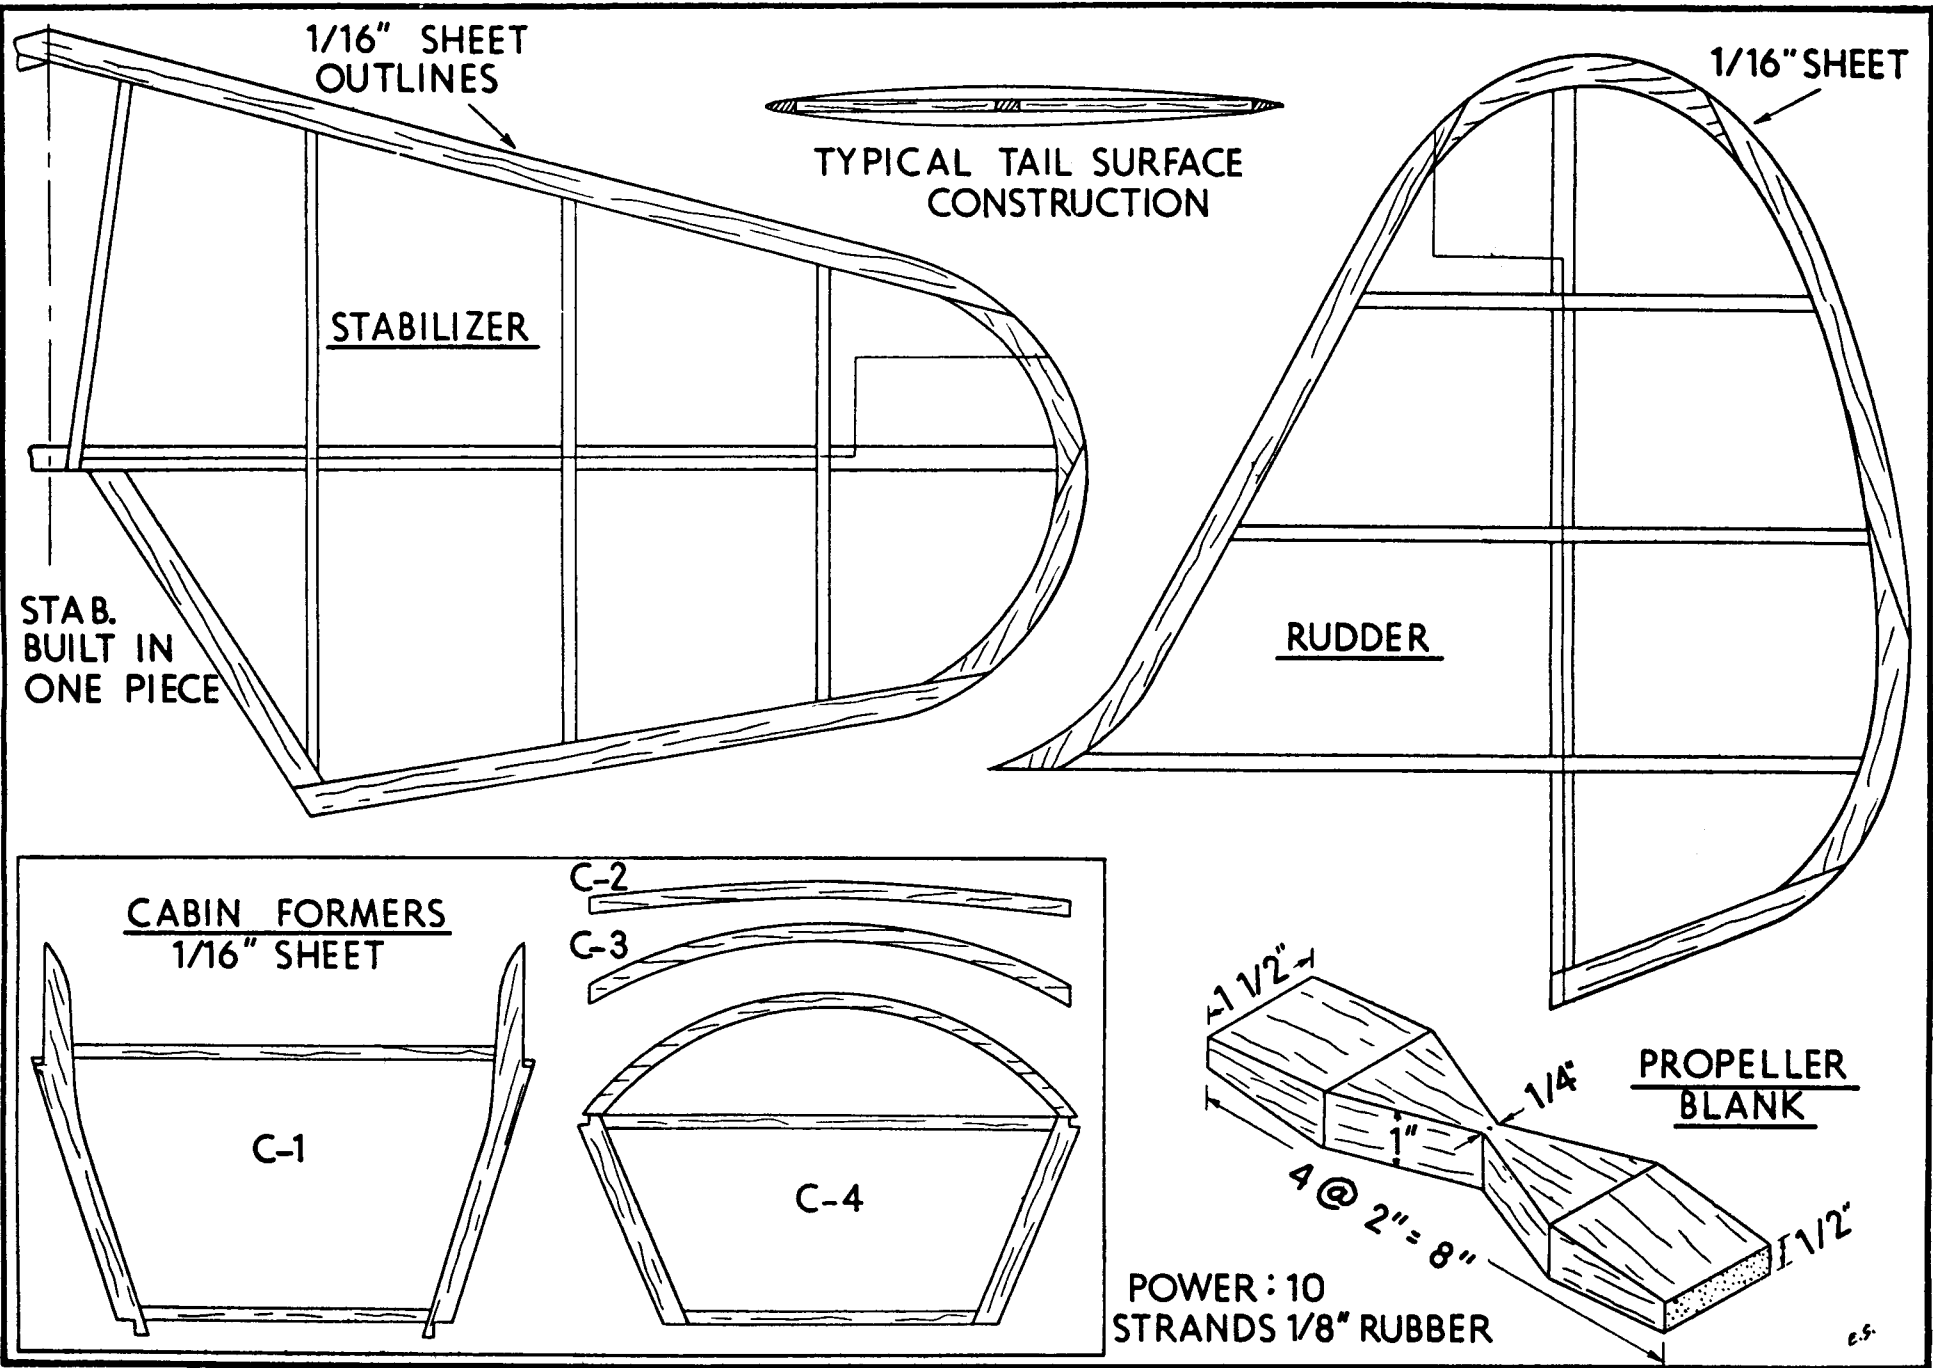 1/16" SHEET
OUTLINES
TYPICAL TAIL SURFACE
CONSTRUCTION
1/16" SHEET
STABILIZER
STAB.
BUILT IN
ONE PIECE
RUDDER
CABIN FORMERS
1/16" SHEET
C-2
C-3
C-1
C-4
1 1/2"
1/4"
1"
PROPELLER
BLANK
4 @ 2" = 8"
1/2"
POWER : 10
STRANDS 1/8" RUBBER
E.S.